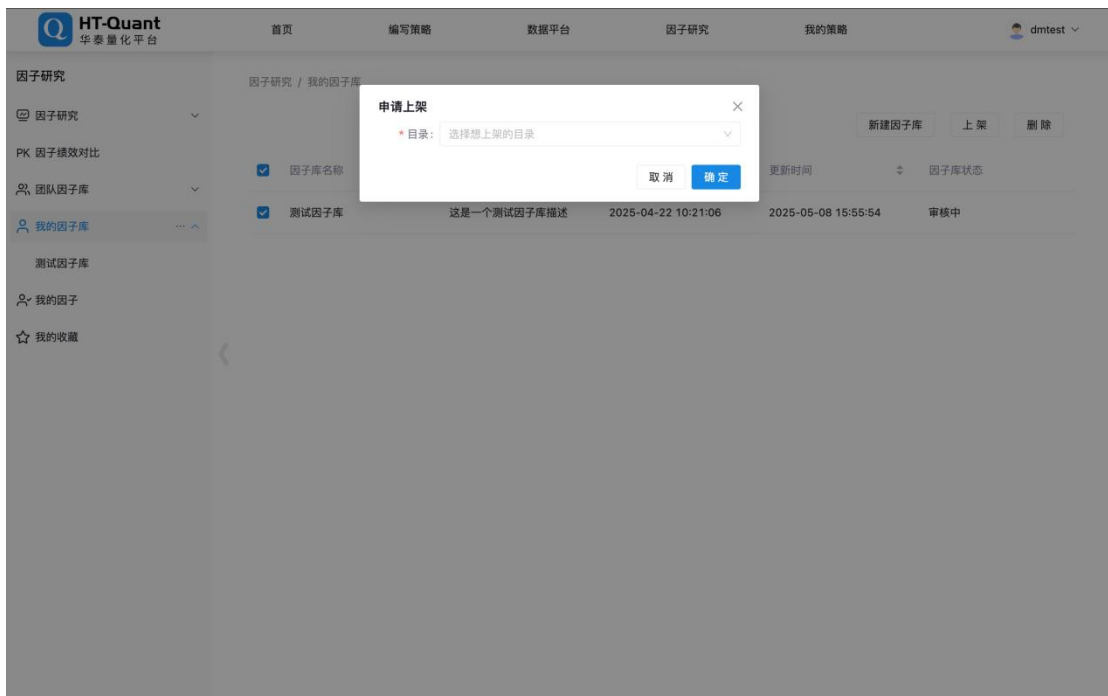 HT-Quant
华泰量化平台
首页
编写策略
数据平台
因子研究
我的策略
dmtest
因子研究
因子研究
PK 因子绩效对比
团队因子库
我的因子库
测试因子库
我的因子
我的收藏
因子研究 / 我的因子库
新建因子库
上架
删除
因子库名称
更新时间
因子库状态
测试因子库
这是一个测试因子库描述
2025-04-22 10:21:06
2025-05-08 15:55:54
审核中
申请上架
* 目录:
选择想上架的目录
取消
确定